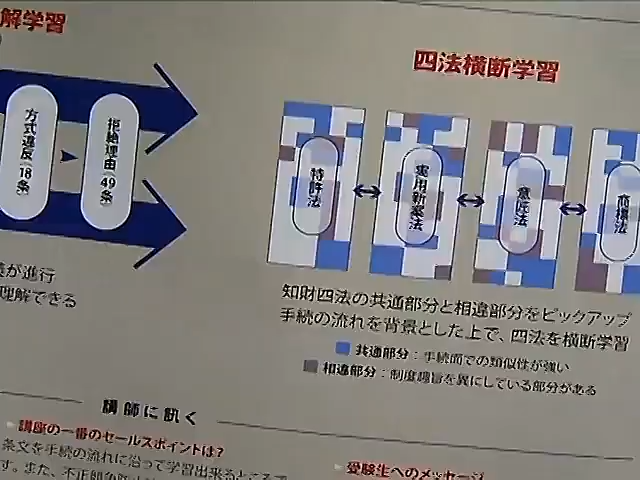 解学習
四法横断学習
方式違反 18条
拒絶理由 49条
特許法
実用新案法
意匠法
商標法
が進行
理解できる
知財四法の共通部分と相違部分をピックアップ
手続の流れを背景とした上で、四法を横断学習
共通部分：手続面での類似性が強い
相違部分：制度趣旨を異にしている部分がある
講師に訊く
講座の一番のセールスポイントは?
条文を手続の流れに沿って学習出来るところで
す。また、不正
受験生へのメッセージ